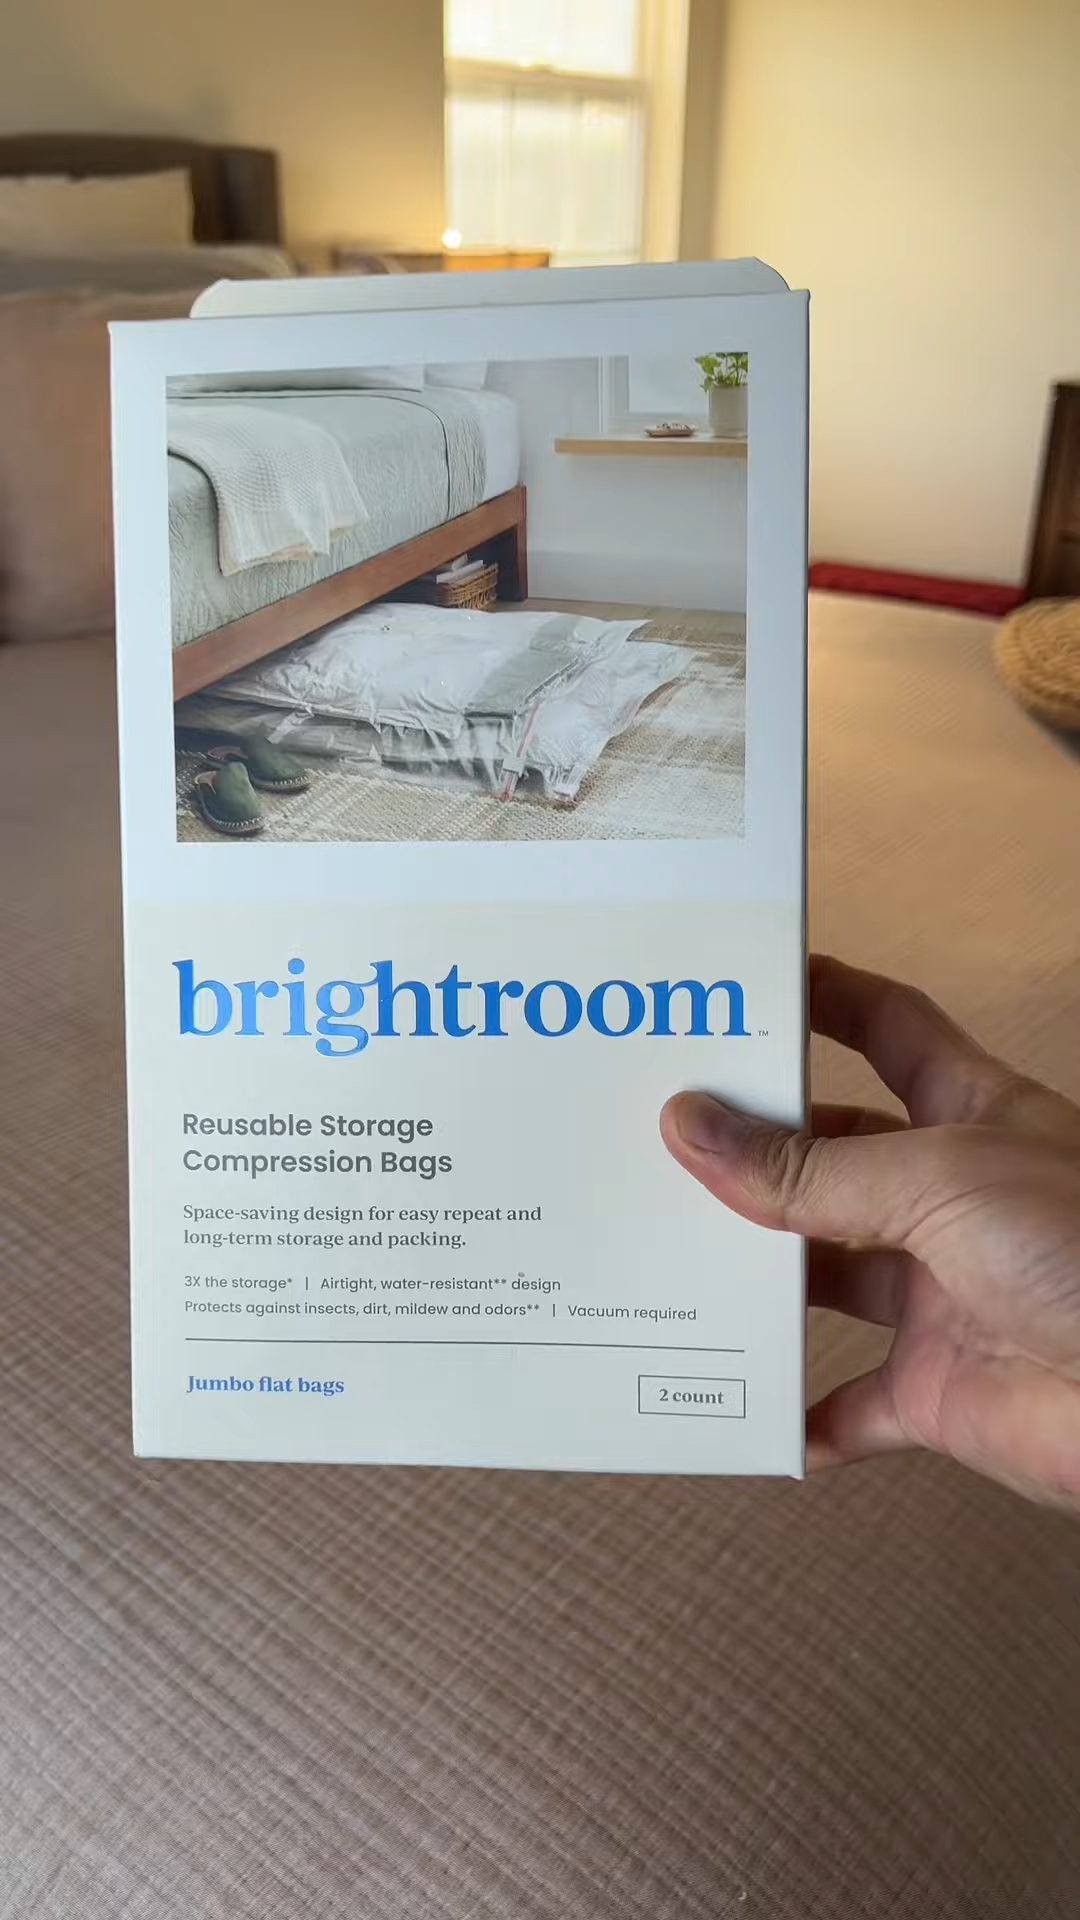 brightroom™
Reusable Storage
Compression Bags
Space-saving design for easy repeat and
long-term storage and packing.
3X the storage* | Airtight, water-resistant** design
Protects against insects, dirt, mildew and odors** | Vacuum required
Jumbo flat bags
2 count